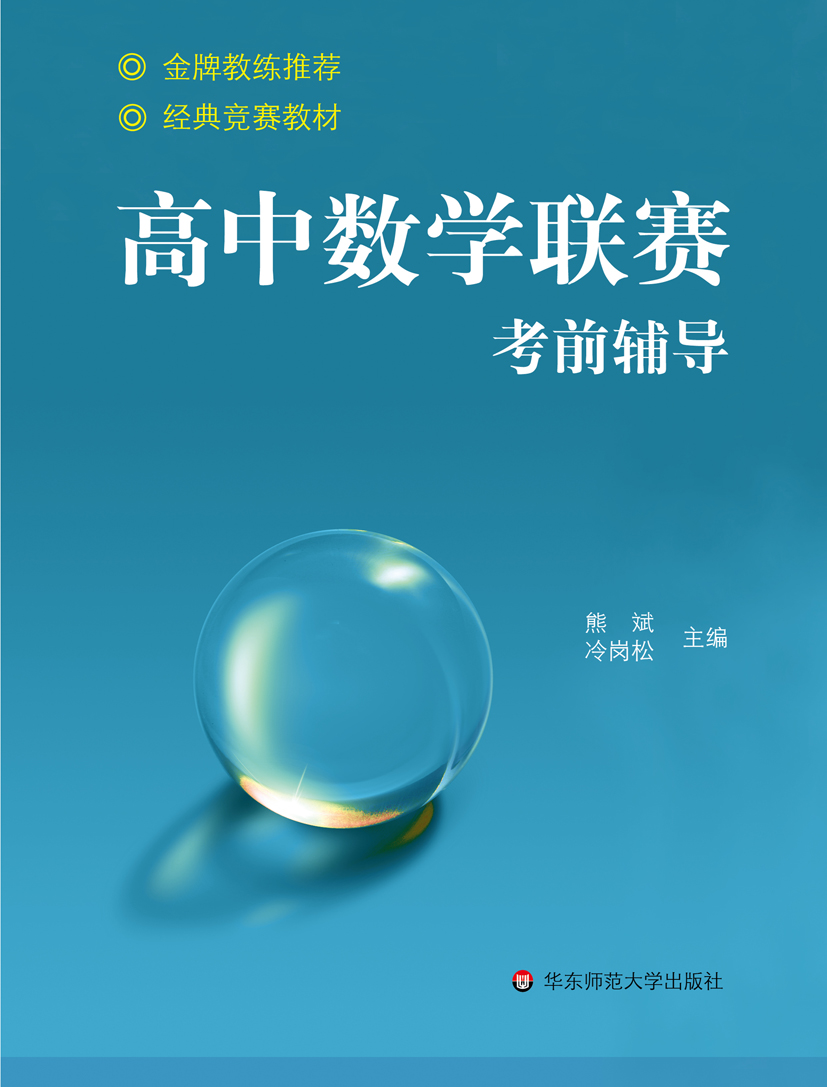 ◎ 金牌教练推荐
◎ 经典竞赛教材
高中数学联赛
考前辅导
熊 斌
冷岗松
主编
华东师范大学出版社